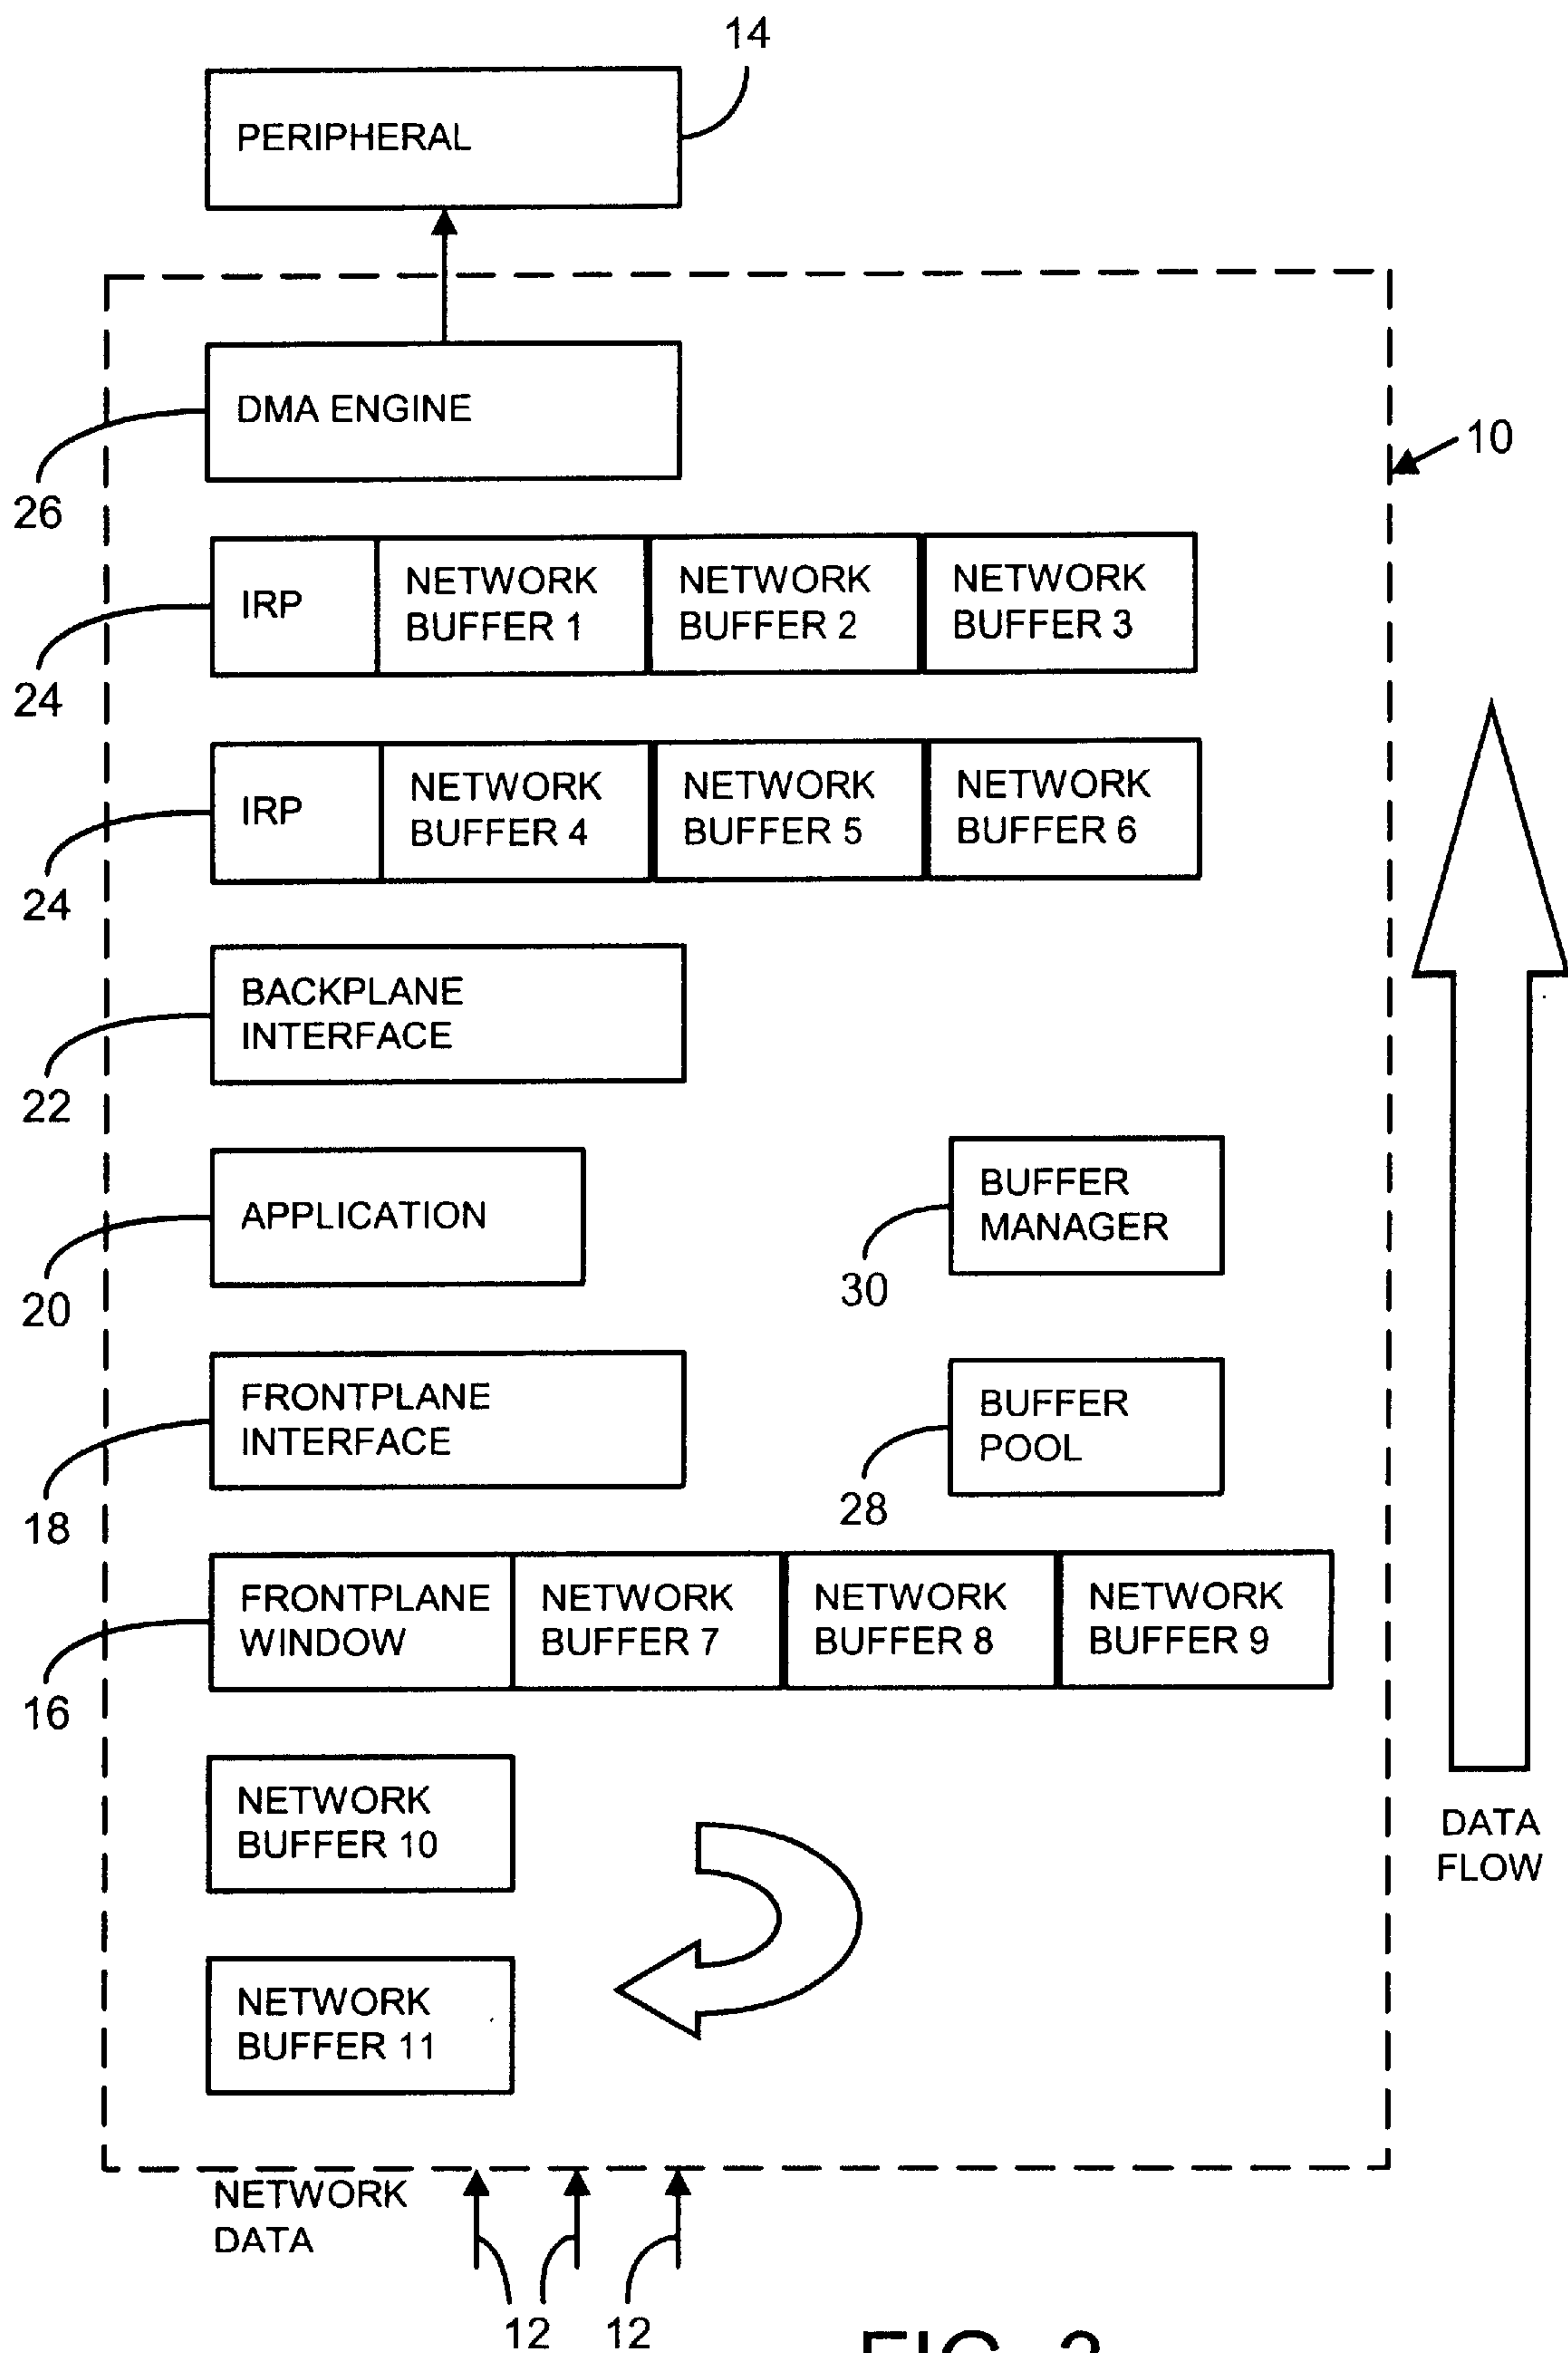 14
PERIPHERAL
DMA ENGINE
10
26
IRP
NETWORK
BUFFER 1
NETWORK
BUFFER 2
NETWORK
BUFFER 3
24
IRP
NETWORK
BUFFER 4
NETWORK
BUFFER 5
NETWORK
BUFFER 6
24
BACKPLANE
INTERFACE
22
APPLICATION
20
BUFFER
MANAGER
30
FRONTPLANE
INTERFACE
18
BUFFER
POOL
28
FRONTPLANE
WINDOW
NETWORK
BUFFER 7
NETWORK
BUFFER 8
NETWORK
BUFFER 9
16
NETWORK
BUFFER 10
DATA
FLOW
NETWORK
BUFFER 11
NETWORK
DATA
12
12